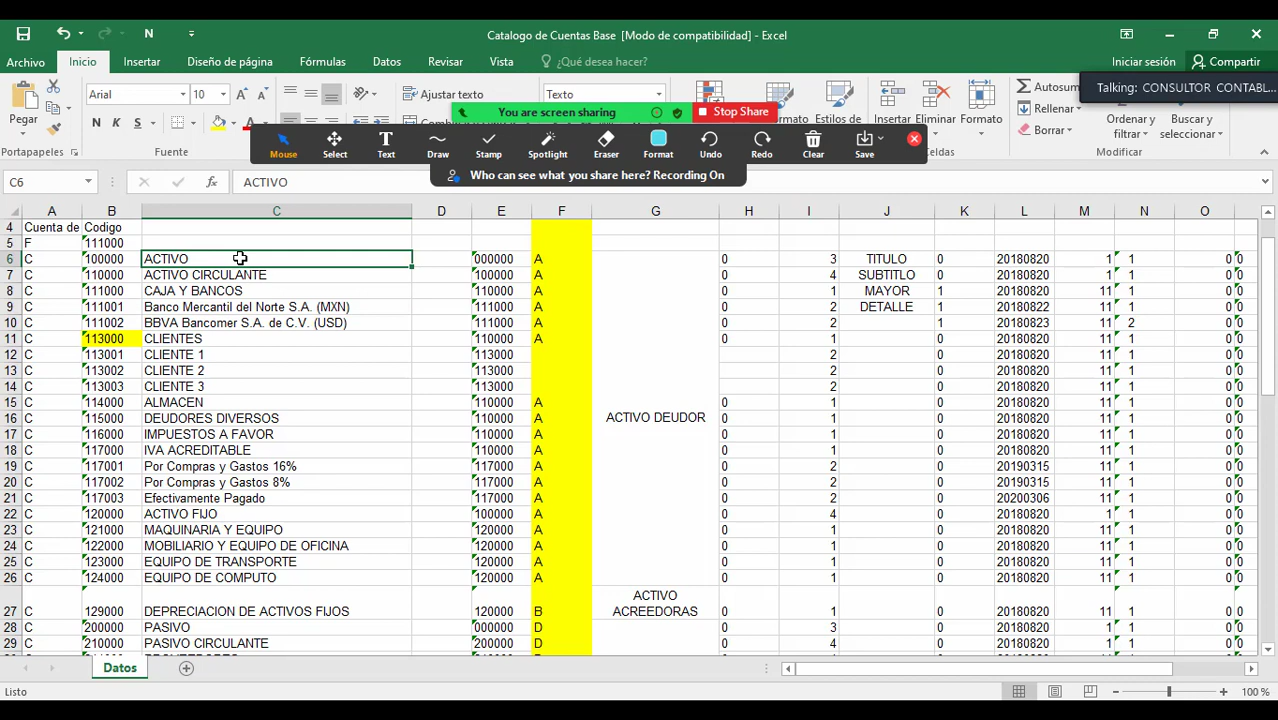 Catalogo de Cuentas Base [Modo de compatibilidad] - Excel
Archivo Inicio Insertar Diseño de página Fórmulas Datos Revisar Vista ¿Qué desea hacer? Iniciar sesión Compartir
Talking: CONSULTOR CONTABL...
Arial 10 Ajustar texto Texto Autosum
You are screen sharing Stop Share
Rellenar
Borrar
Formato Estilos de Formato Ordenar y filtrar Buscar y seleccionar
Mouse Select Text Draw Stamp Spotlight Eraser Format Undo Redo Clear Save
Portapapeles Fuente Celdas Modificar
Who can see what you share here? Recording On
C6 ACTIVO
A B C D E F G H I J K L M N O
4 Cuenta de Codigo
5 F 111000
6 C 100000 ACTIVO 000000 A 0 3 TITULO 0 20180820 1 1 0 0
7 C 110000 ACTIVO CIRCULANTE 100000 A 0 4 SUBTITLO 0 20180820 1 1 0 0
8 C 111000 CAJA Y BANCOS 110000 A 0 1 MAYOR 1 20180820 11 1 0 0
9 C 111001 Banco Mercantil del Norte S.A. (MXN) 111000 A 0 2 DETALLE 1 20180822 11 1 0 0
10 C 111002 BBVA Bancomer S.A. de C.V. (USD) 111000 A 0 2 1 20180823 11 2 0 0
11 C 113000 CLIENTES 110000 A 0 1 0 20180820 11 1 0 0
12 C 113001 CLIENTE 1 113000 2 0 20180820 11 1 0 0
13 C 113002 CLIENTE 2 113000 2 0 20180820 11 1 0 0
14 C 113003 CLIENTE 3 113000 2 0 20180820 11 1 0 0
15 C 114000 ALMACEN 110000 A 0 1 0 20180820 11 1 0 0
16 C 115000 DEUDORES DIVERSOS 110000 A ACTIVO DEUDOR 0 1 0 20180820 11 1 0 0
17 C 116000 IMPUESTOS A FAVOR 110000 A 0 1 0 20180820 11 1 0 0
18 C 117000 IVA ACREDITABLE 110000 A 0 1 0 20180820 11 1 0 0
19 C 117001 Por Compras y Gastos 16% 117000 A 0 2 0 20190315 11 1 0 0
20 C 117002 Por Compras y Gastos 8% 117000 A 0 2 0 20190315 11 1 0 0
21 C 117003 Efectivamente Pagado 117000 A 0 2 0 20200306 11 1 0 0
22 C 120000 ACTIVO FIJO 100000 A 0 4 0 20180820 1 1 0 0
23 C 121000 MAQUINARIA Y EQUIPO 120000 A 0 1 0 20180820 11 1 0 0
24 C 122000 MOBILIARIO Y EQUIPO DE OFICINA 120000 A 0 1 0 20180820 11 1 0 0
25 C 123000 EQUIPO DE TRANSPORTE 120000 A 0 1 0 20180820 11 1 0 0
26 C 124000 EQUIPO DE COMPUTO 120000 A 0 1 0 20180820 11 1 0 0
ACTIVO
27 C 129000 DEPRECIACION DE ACTIVOS FIJOS 120000 B ACREEDORAS 0 1 0 20180820 11 1 0 0
28 C 200000 PASIVO 000000 D 0 3 0 20180820 1 1 0 0
29 C 210000 PASIVO CIRCULANTE 200000 D 0 4 0 20180820 1 1 0 0
Datos
Listo 100 %